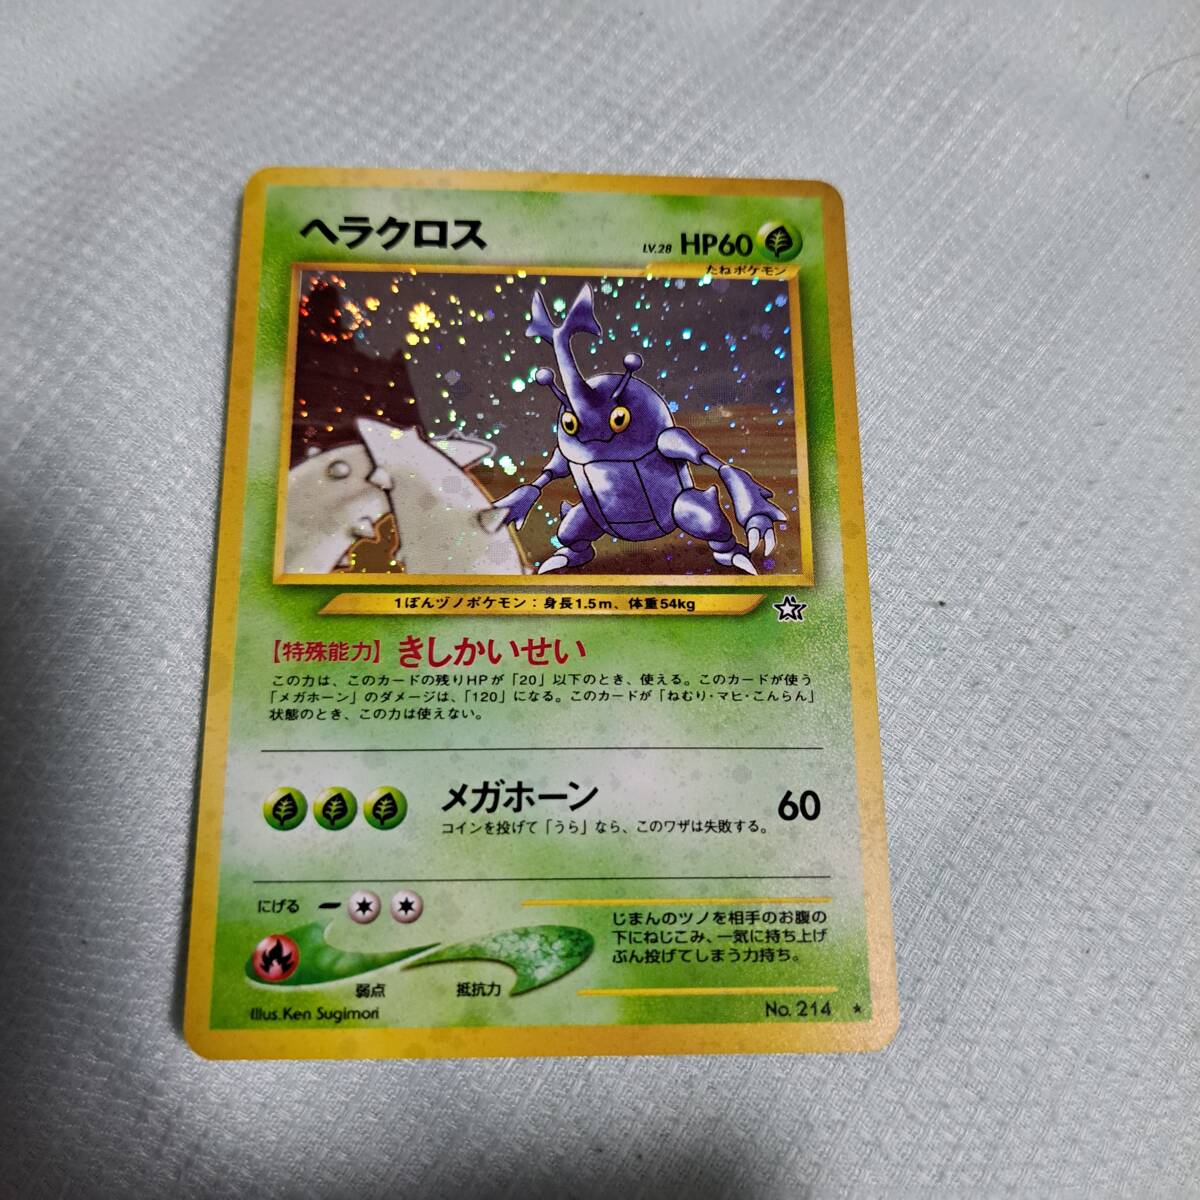 ヘラクロス
LV.28 HP60
たねポケモン
1ぽんヅノポケモン：身長1.5m、体重54kg
【特殊能力】きしかいせい
この力は、このカードの残りHPが「20」以下のとき、使える。このカードが使う
「メガホーン」のダメージは、「120」になる。このカードが「ねむり・マヒ・こんらん」
状態のとき、この力は使えない。
メガホーン 60
コインを投げて「うら」なら、このワザは失敗する。
にげる
じまんのツノを相手のお腹の
下にねじこみ、一気に持ち上げ
ぶん投げてしまう力持ち。
弱点 抵抗力
Illus. Ken Sugimori
No. 214 ★